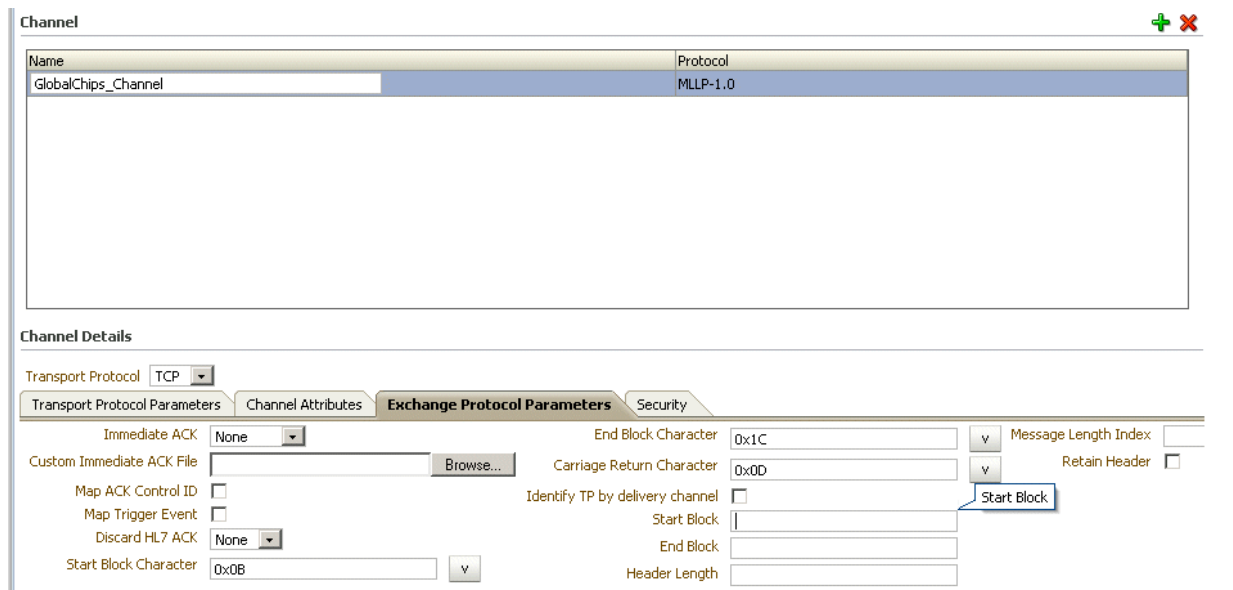 Channel
Name Protocol
GlobalChips_Channel MLLP-1.0
Channel Details
Transport Protocol TCP
Transport Protocol Parameters Channel Attributes Exchange Protocol Parameters Security
Immediate ACK None End Block Character 0x1C v Message Length Index
Custom Immediate ACK File Browse... Carriage Return Character 0x0D v Retain Header
Map ACK Control ID Identify TP by delivery channel Start Block
Map Trigger Event Start Block
Discard HL7 ACK None End Block
Start Block Character 0x0B v Header Length